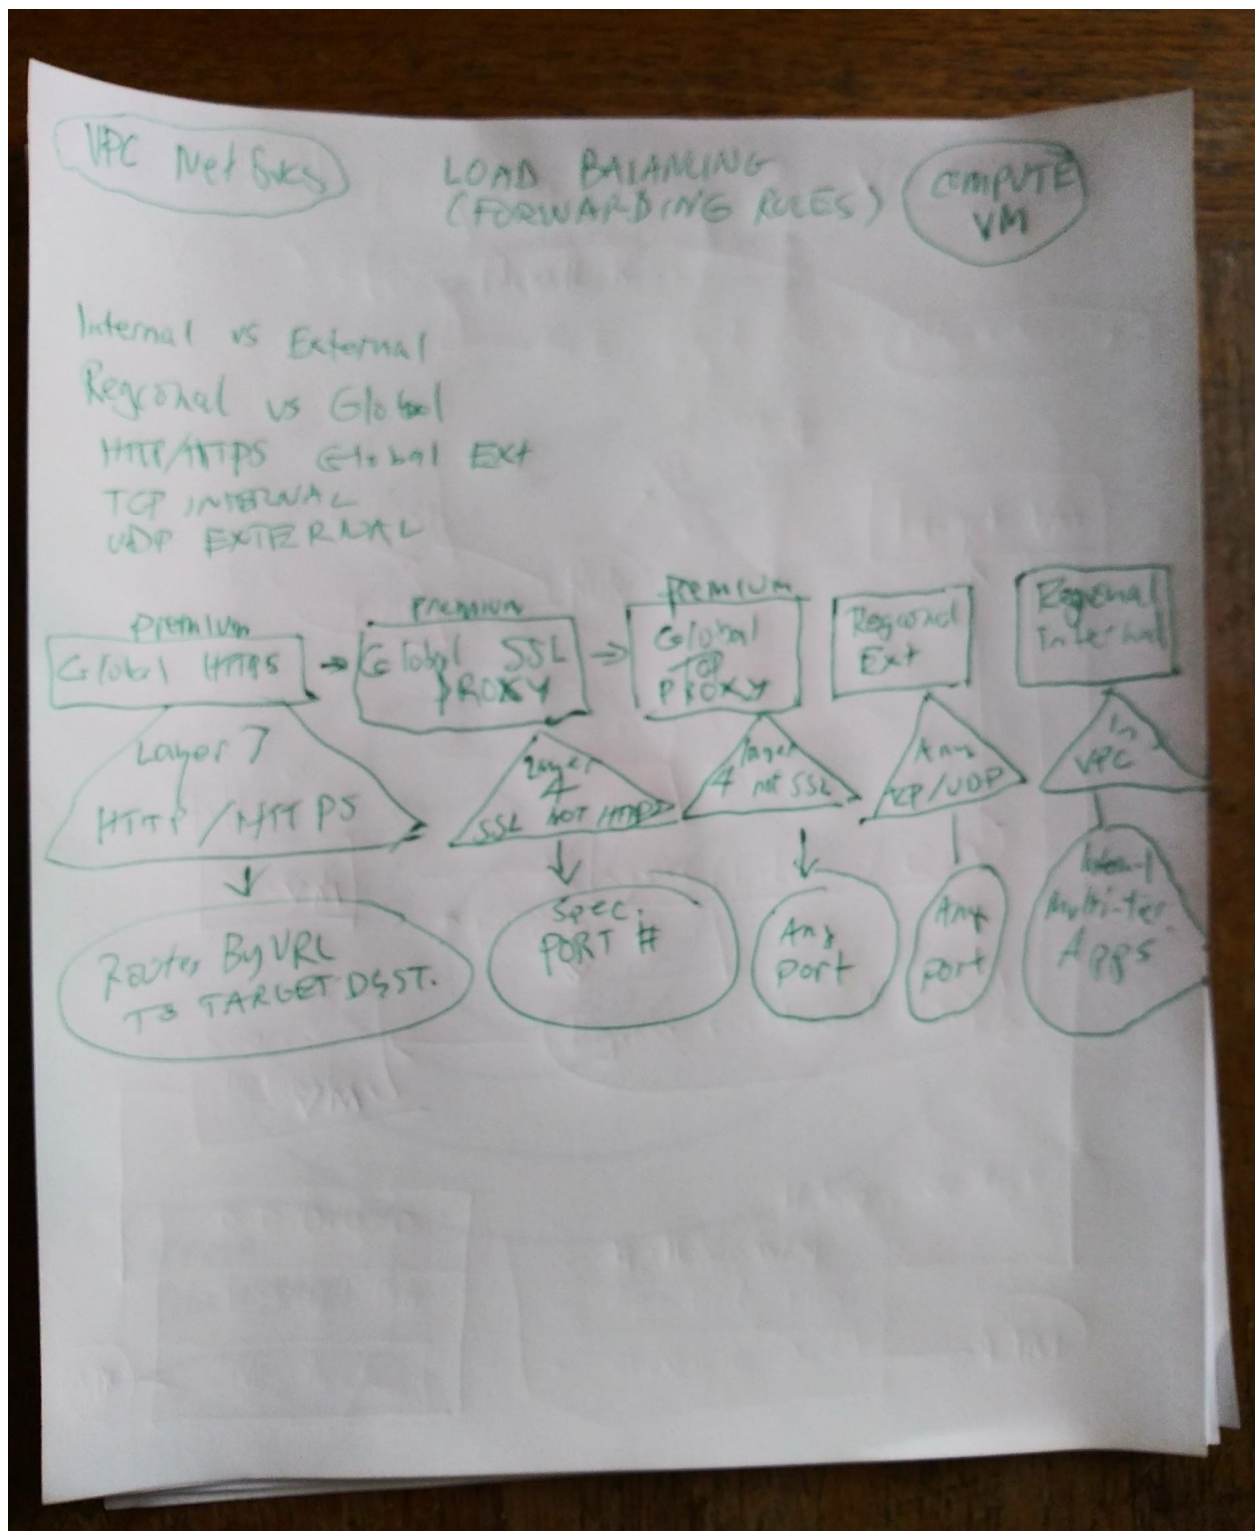 VPC Networks
LOAD BALANCING
(FORWARDING RULES)
COMPUTE
VM
Internal vs External
Regional vs Global
HTTP/HTTPS Global Ext
TCP INTERNAL
UDP EXTERNAL
Premium
Global HTTPS
Layer 7
HTTP/HTTPS
Routes By URL
TO TARGET DEST.
Premium
Global SSL
PROXY
Layer
4
SSL NOT HTTPS
Spec.
PORT #
Premium
Global
TCP
PROXY
layer
4 not SSL
Any
port
Regional
Ext
Any
TCP/UDP
Any
port
Regional
Internal
In
VPC
Internal
Multi-tier
Apps